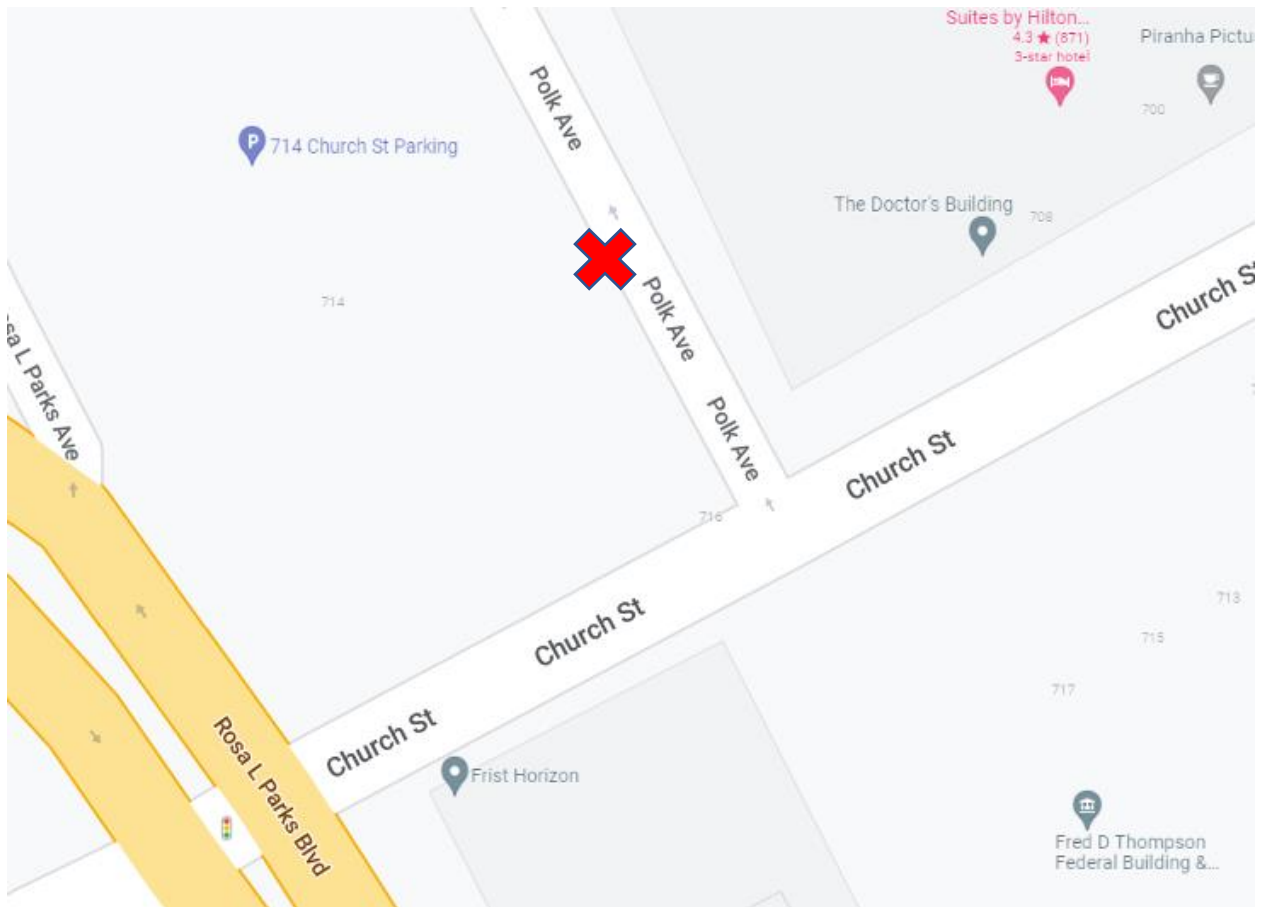 Suites by Hilton...
4.3 ★ (871)
3-star hotel
Piranha Pictu
Polk Ave
700
P
714 Church St Parking
The Doctor's Building
708
714
Polk Ave
Church S
sa L Parks Ave
Polk Ave
Church St
716
713
Church St
715
717
Church St
Rosa L Parks Blvd
Frist Horizon
Fred D Thompson
Federal Building &...